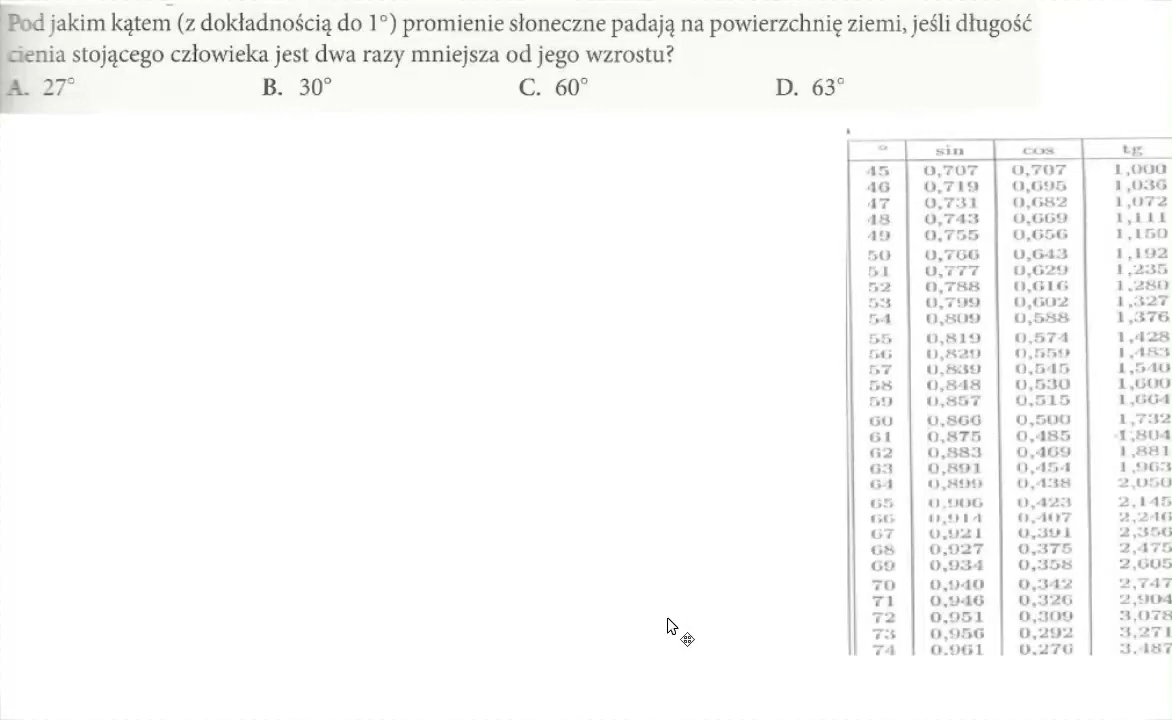 Pod jakim kątem (z dokładnością do 1°) promienie słoneczne padają na powierzchnię ziemi, jeśli długość
cienia stojącego człowieka jest dwa razy mniejsza od jego wzrostu?
A. 27° B. 30° C. 60° D. 63°
α sin cos tg
45 0,707 0,707 1,000
46 0,719 0,695 1,036
47 0,731 0,682 1,072
48 0,743 0,669 1,111
49 0,755 0,656 1,150
50 0,766 0,643 1,192
51 0,777 0,629 1,235
52 0,788 0,616 1,280
53 0,799 0,602 1,327
54 0,809 0,588 1,376
55 0,819 0,574 1,428
56 0,829 0,559 1,483
57 0,839 0,545 1,540
58 0,848 0,530 1,600
59 0,857 0,515 1,664
60 0,866 0,500 1,732
61 0,875 0,485 1,804
62 0,883 0,469 1,881
63 0,891 0,454 1,963
64 0,899 0,438 2,050
65 0,906 0,423 2,145
66 0,914 0,407 2,246
67 0,921 0,391 2,356
68 0,927 0,375 2,475
69 0,934 0,358 2,605
70 0,940 0,342 2,747
71 0,946 0,326 2,904
72 0,951 0,309 3,078
73 0,956 0,292 3,271
74 0,961 0,276 3,487